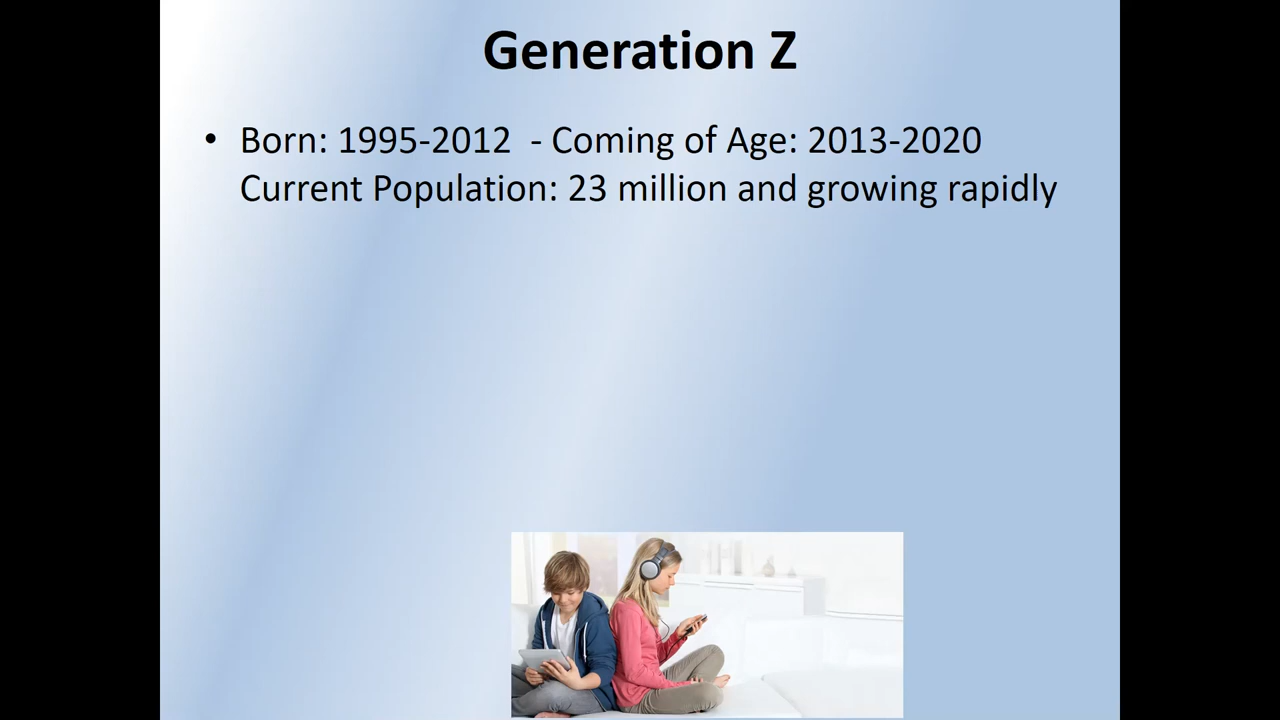 Generation Z
• Born: 1995-2012  - Coming of Age: 2013-2020
Current Population: 23 million and growing rapidly